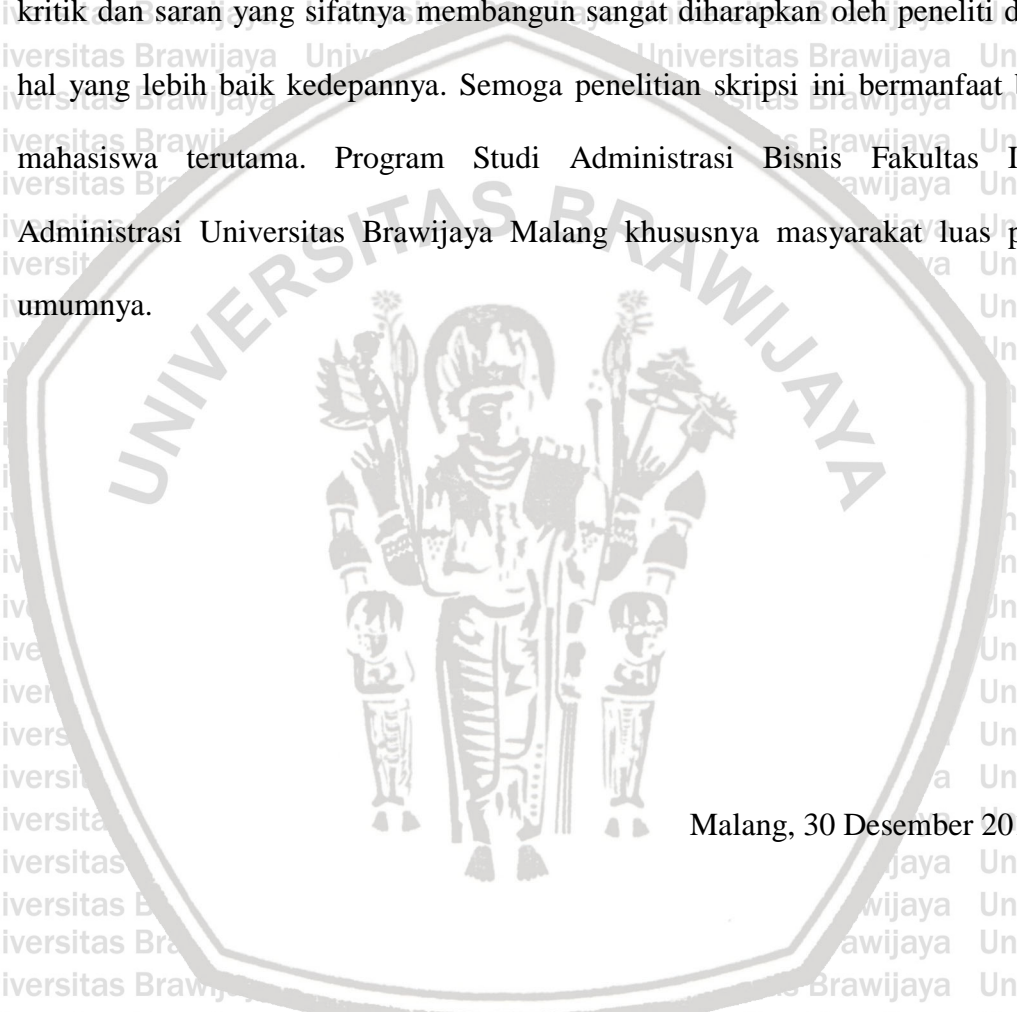 kritik dan saran yang sifatnya membangun sangat diharapkan oleh peneliti d
hal yang lebih baik kedepannya. Semoga penelitian skripsi ini bermanfaat
mahasiswa terutama. Program Studi Administrasi Bisnis Fakultas
Administrasi Universitas Brawijaya Malang khususnya masyarakat luas p
umumnya.
UNIVERSITAS BRAWIJAYA
Malang, 30 Desember 20